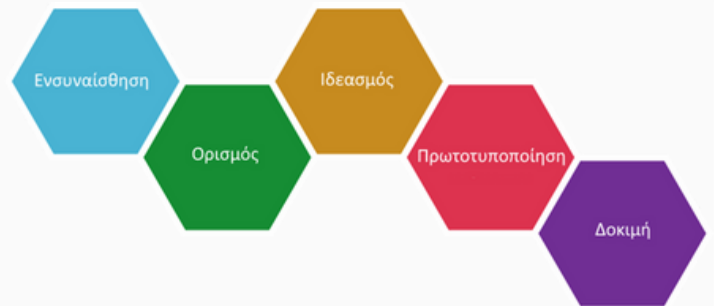 Ενσυναίσθηση
Ορισμός
Ιδεασμός
Πρωτοτυποποίηση
Δοκιμή